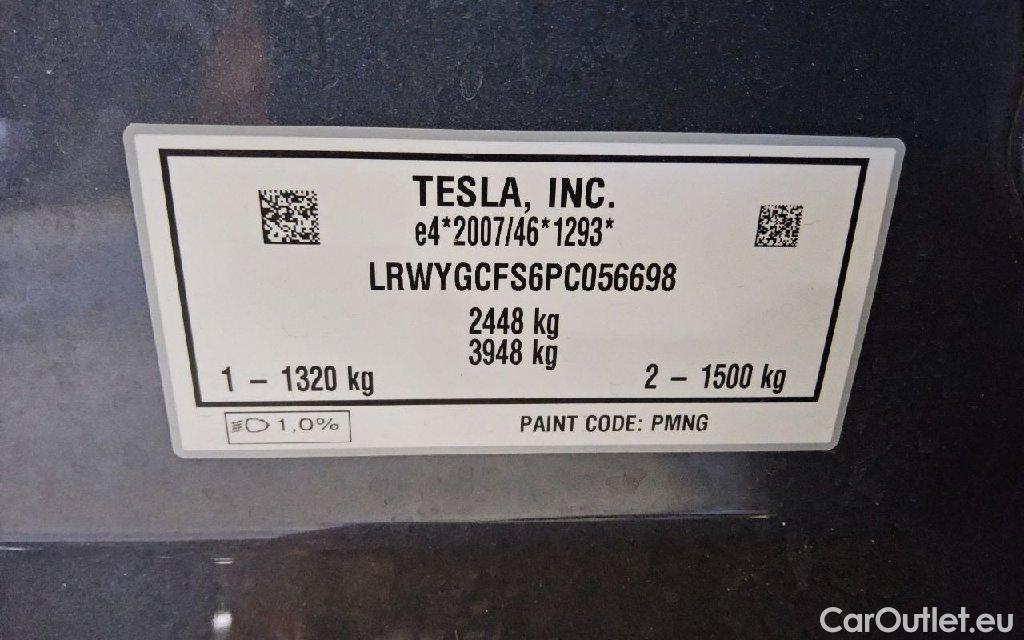 TESLA, INC.
e4*2007/46*1293*
LRWYGCFS6PC056698
2448 kg
3948 kg
1 – 1320 kg
2 – 1500 kg
1,0%
PAINT CODE: PMNG
CarOutlet.eu